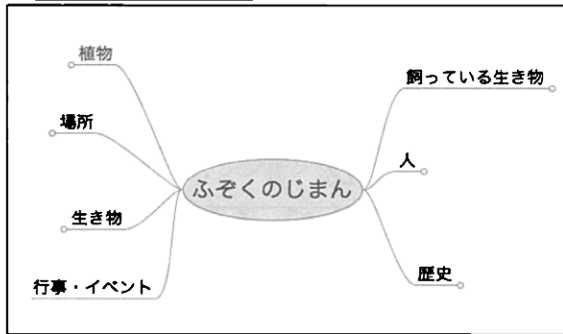 植物
場所
生き物
行事・イベント
ふぞくのじまん
飼っている生き物
人
歴史